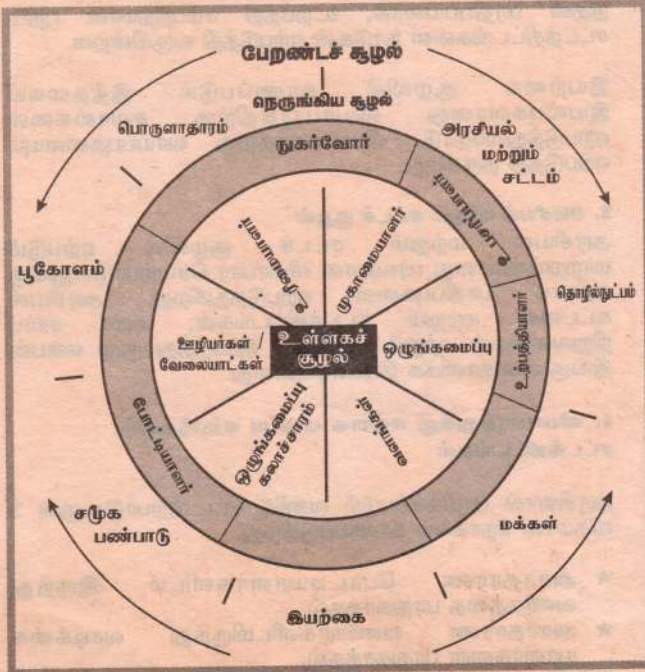 பேரண்டச் சூழல்
நெருங்கிய சூழல்
பொருளாதாரம்
நுகர்வோர்
அரசியல்
மற்றும்
சட்டம்
பூகோளம்
உரிமையாளர்
முகாமையாளர்
தொழில்நுட்பம்
ஊழியர்கள் /
வேலையாட்கள்
உள்ளகச்
சூழல்
ஒழுங்கமைப்பு
உற்பத்தியாளர்
போட்டியாளர்
ஒழுங்கமைப்பு
கலாச்சாரம்
வளங்கள்
சமூக
பண்பாடு
மக்கள்
இயற்கை